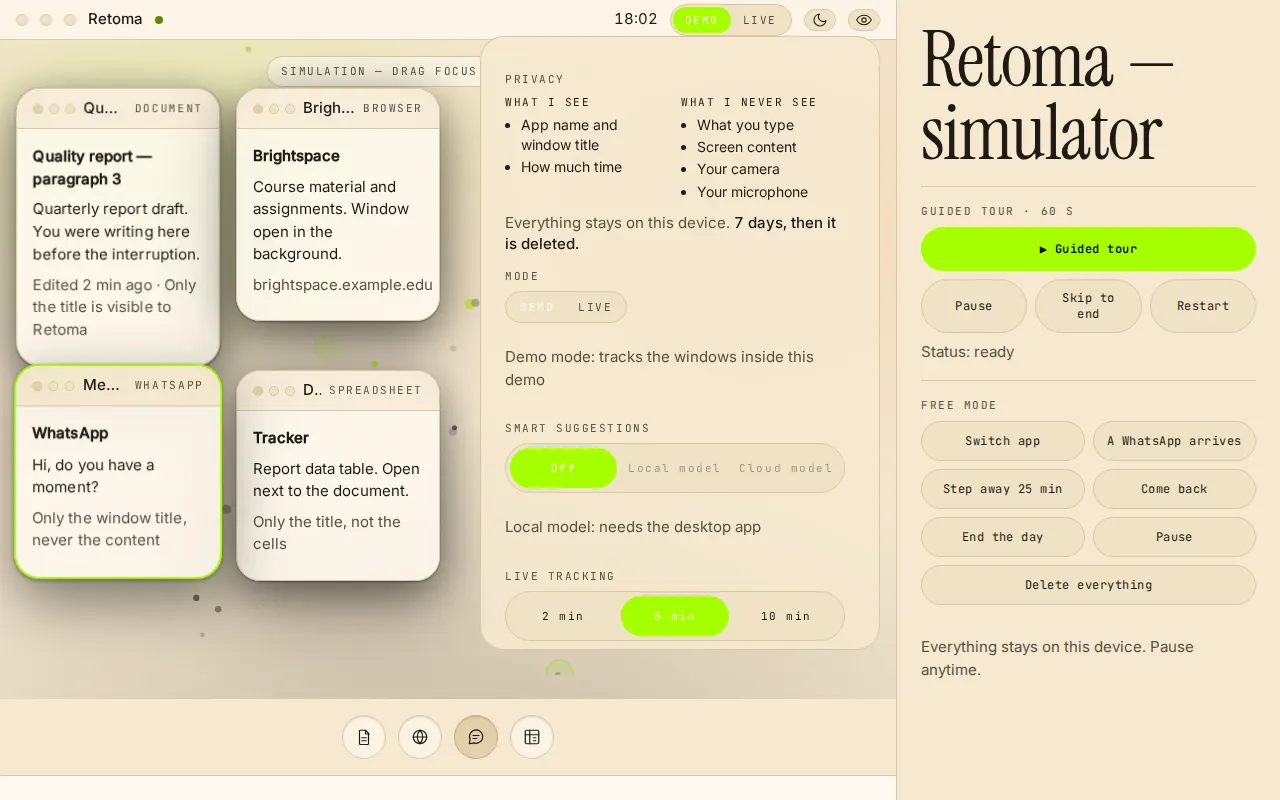 Retoma
18:02
DEMO
LIVE
SIMULATION — DRAG FOCUS
Qu...
DOCUMENT
Quality report —
paragraph 3
Quarterly report draft.
You were writing here
before the interruption.
Edited 2 min ago · Only
the title is visible to
Retoma
Brigh...
BROWSER
Brightspace
Course material and
assignments. Window
open in the
background.
brightspace.example.edu
Me...
WHATSAPP
WhatsApp
Hi, do you have a
moment?
Only the window title,
never the content
D..
SPREADSHEET
Tracker
Report data table. Open
next to the document.
Only the title, not the
cells
PRIVACY
WHAT I SEE
App name and
window title
How much time
WHAT I NEVER SEE
What you type
Screen content
Your camera
Your microphone
Everything stays on this device. 7 days, then it
is deleted.
MODE
DEMO
LIVE
Demo mode: tracks the windows inside this
demo
SMART SUGGESTIONS
Off
Local model
Cloud model
Local model: needs the desktop app
LIVE TRACKING
2 min
5 min
10 min
Retoma —
simulator
GUIDED TOUR · 60 S
▶ Guided tour
Pause
Skip to
end
Restart
Status: ready
FREE MODE
Switch app
A WhatsApp arrives
Step away 25 min
Come back
End the day
Pause
Delete everything
Everything stays on this device. Pause
anytime.